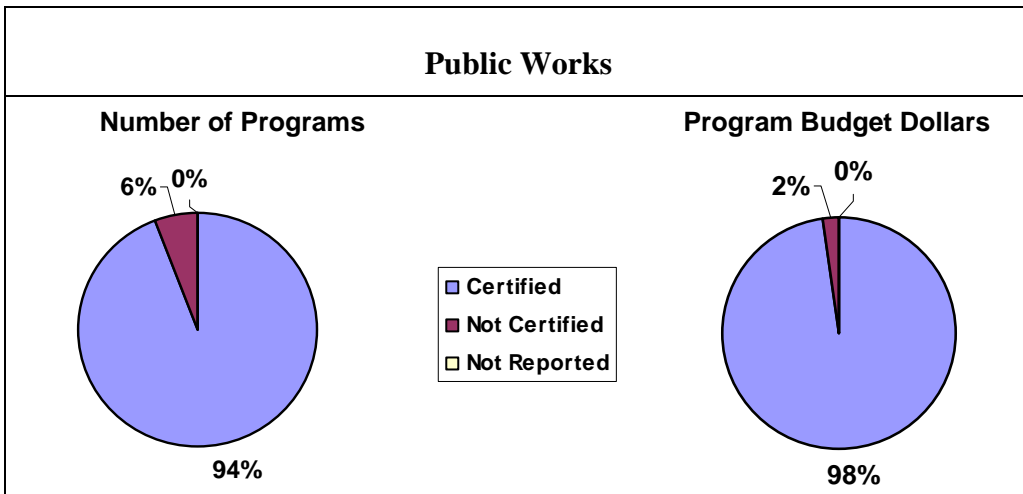 Public Works
Number of Programs
6% 0%
94%
Certified
Not Certified
Not Reported
Program Budget Dollars
2% 0%
98%